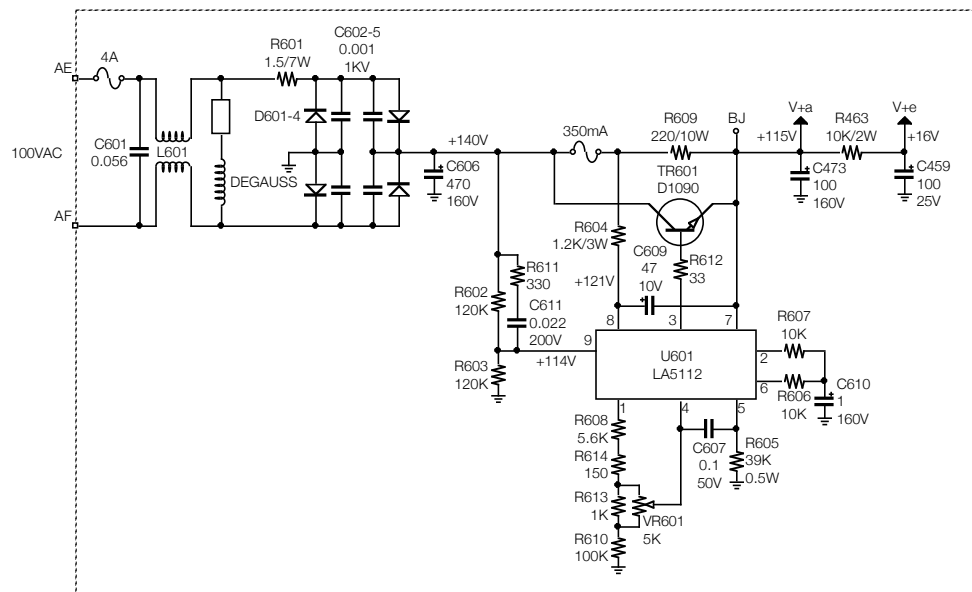 AE
4A
C601
0.056
100VAC
AF
L601
DEGAUSS
R601
1.5/7W
C602-5
0.001
1KV
D601-4
+140V
C606
470
160V
350mA
R609
220/10W
BJ
TR601
D1090
V+a
+115V
R463
10K/2W
V+e
+16V
C473
100
160V
C459
100
25V
R604
1.2K/3W
C609
47
10V
R612
33
+121V
R611
330
R602
120K
C611
0.022
200V
R603
120K
+114V
8
3
7
9
U601
LA5112
2
6
1
4
5
R607
10K
R606
10K
C610
1
160V
R608
5.6K
R614
150
R613
1K
VR601
5K
R610
100K
C607
0.1
50V
R605
39K
0.5W